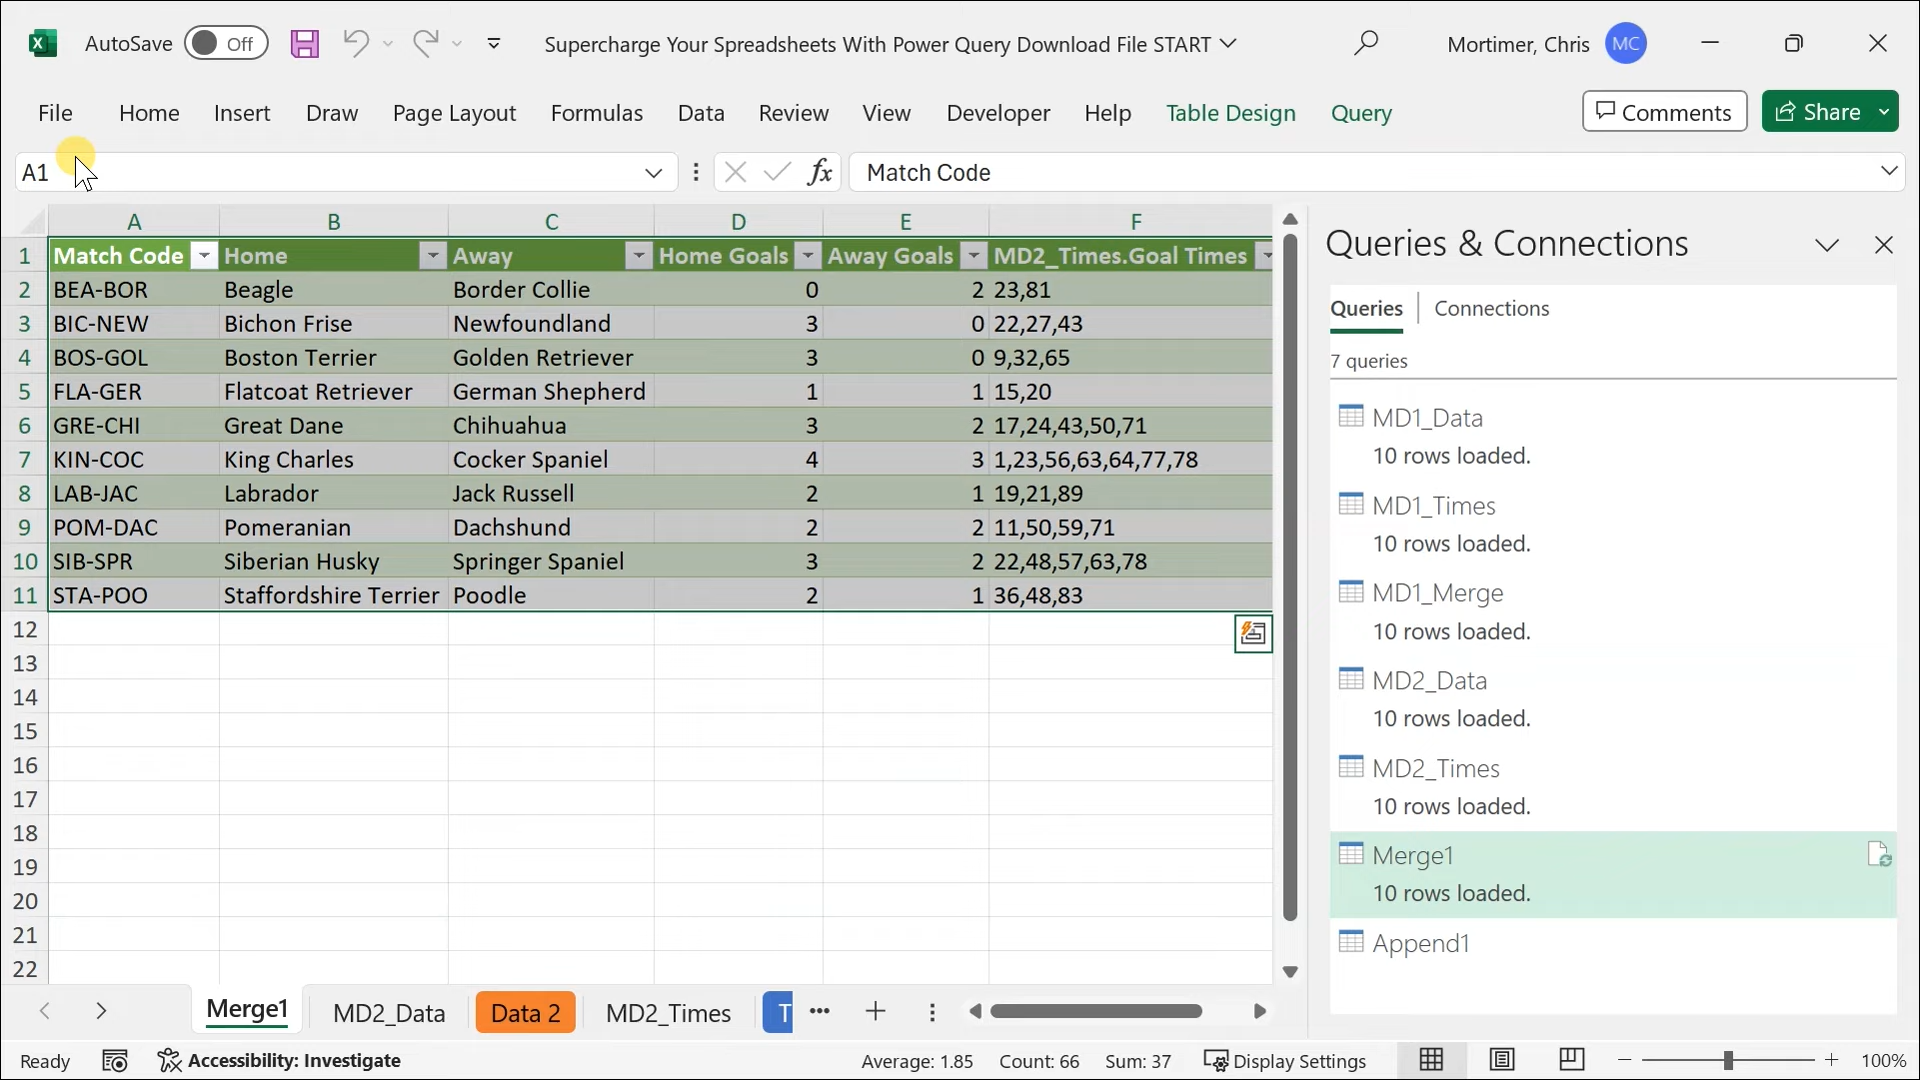 AutoSave Off Supercharge Your Spreadsheets With Power Query Download File START Mortimer, Chris MC
File Home Insert Draw Page Layout Formulas Data Review View Developer Help Table Design Query Comments Share
A1 fx Match Code
A B C D E F
1 Match Code Home Away Home Goals Away Goals MD2_Times.Goal Times
2 BEA-BOR Beagle Border Collie 0 2 23,81
3 BIC-NEW Bichon Frise Newfoundland 3 0 22,27,43
4 BOS-GOL Boston Terrier Golden Retriever 3 0 9,32,65
5 FLA-GER Flatcoat Retriever German Shepherd 1 1 15,20
6 GRE-CHI Great Dane Chihuahua 3 2 17,24,43,50,71
7 KIN-COC King Charles Cocker Spaniel 4 3 1,23,56,63,64,77,78
8 LAB-JAC Labrador Jack Russell 2 1 19,21,89
9 POM-DAC Pomeranian Dachshund 2 2 11,50,59,71
10 SIB-SPR Siberian Husky Springer Spaniel 3 2 22,48,57,63,78
11 STA-POO Staffordshire Terrier Poodle 2 1 36,48,83
12
13
14
15
16
17
18
19
20
21
22
Queries & Connections
Queries Connections
7 queries
MD1_Data
10 rows loaded.
MD1_Times
10 rows loaded.
MD1_Merge
10 rows loaded.
MD2_Data
10 rows loaded.
MD2_Times
10 rows loaded.
Merge1
10 rows loaded.
Append1
Merge1 MD2_Data Data 2 MD2_Times T
Ready Accessibility: Investigate Average: 1.85 Count: 66 Sum: 37 Display Settings 100%